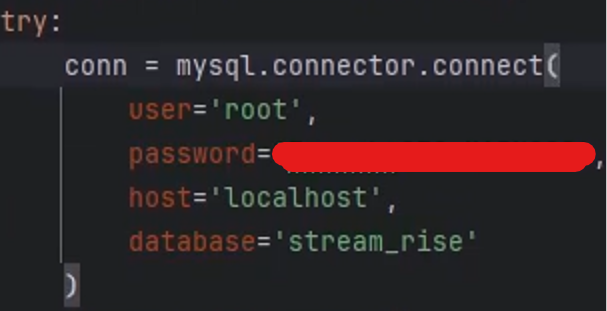 try:
conn = mysql.connector.connect(
user='root',
password=,
host='localhost',
database='stream_rise'
)